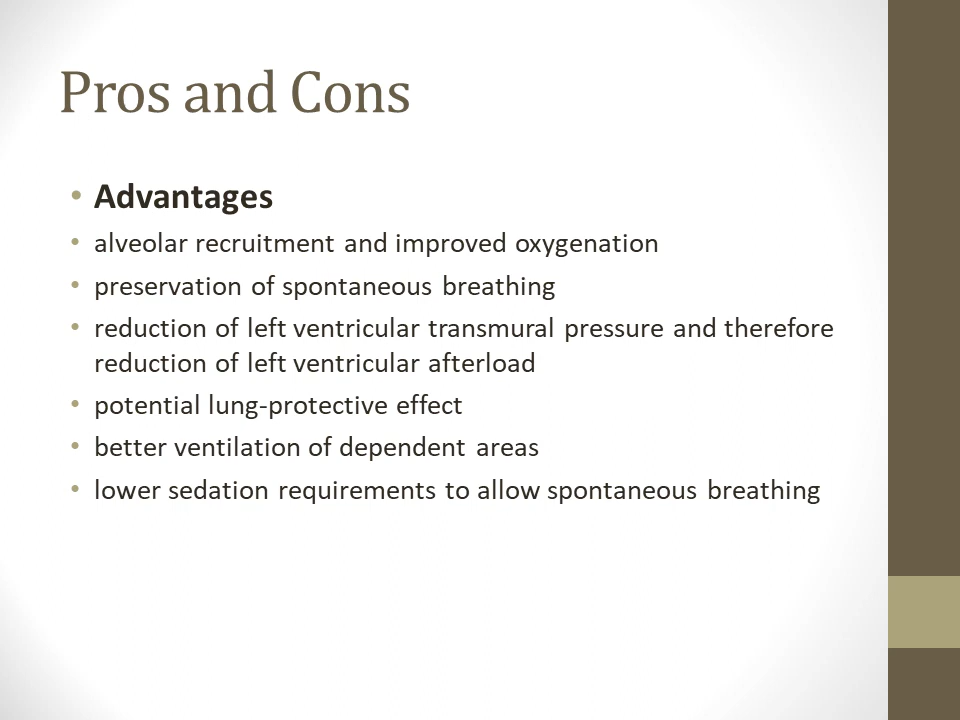 Pros and Cons
• Advantages
• alveolar recruitment and improved oxygenation
• preservation of spontaneous breathing
• reduction of left ventricular transmural pressure and therefore
reduction of left ventricular afterload
• potential lung-protective effect
• better ventilation of dependent areas
• lower sedation requirements to allow spontaneous breathing